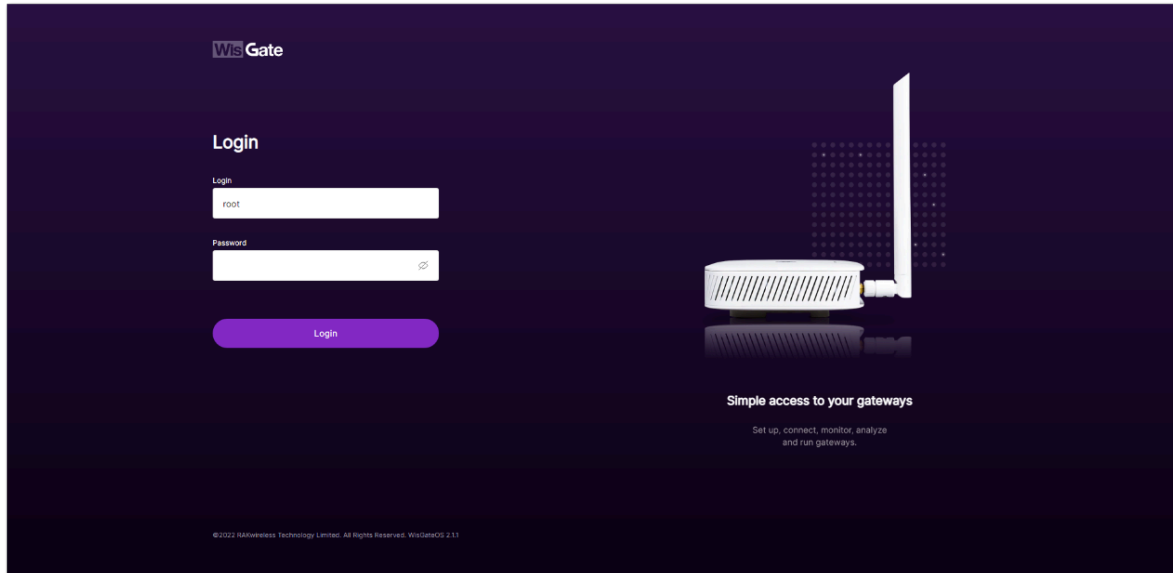 WisGate
Login
Login
root
Password
Login
Simple access to your gateways
Set up, connect, monitor, analyze
and run gateways.
©2022 RAKwireless Technology Limited. All Rights Reserved. WisGateOS 2.1.1